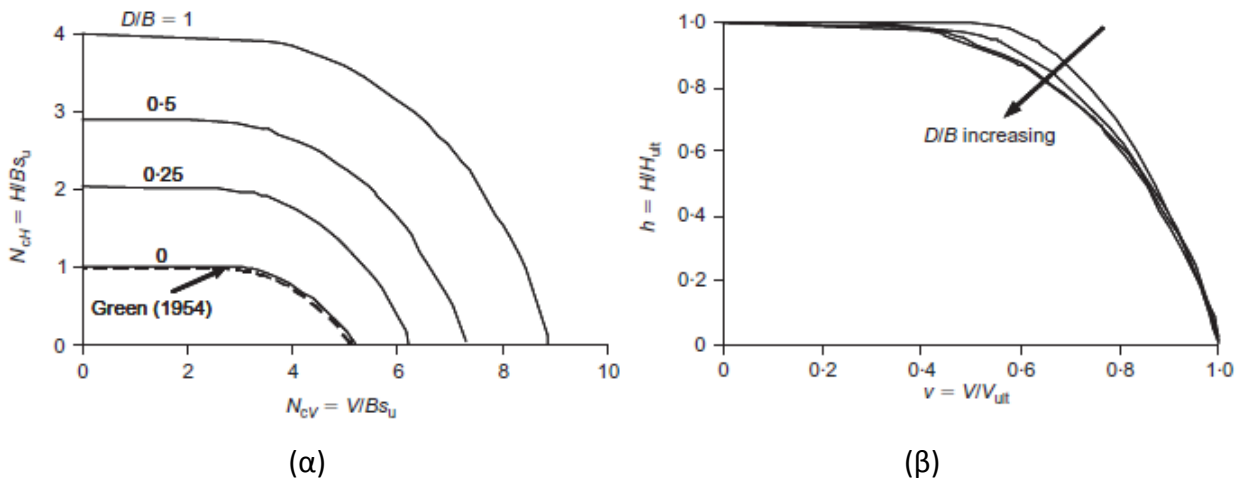 D/B = 1
4
3
2
1
0
0·5
0·25
0
Green (1954)
N_cH = H/Bs_u
0 2 4 6 8 10
N_cV = V/Bs_u
(α)
1·0
0·8
0·6
0·4
0·2
0
D/B increasing
h = H/H_ult
0 0·2 0·4 0·6 0·8 1·0
v = V/V_ult
(β)